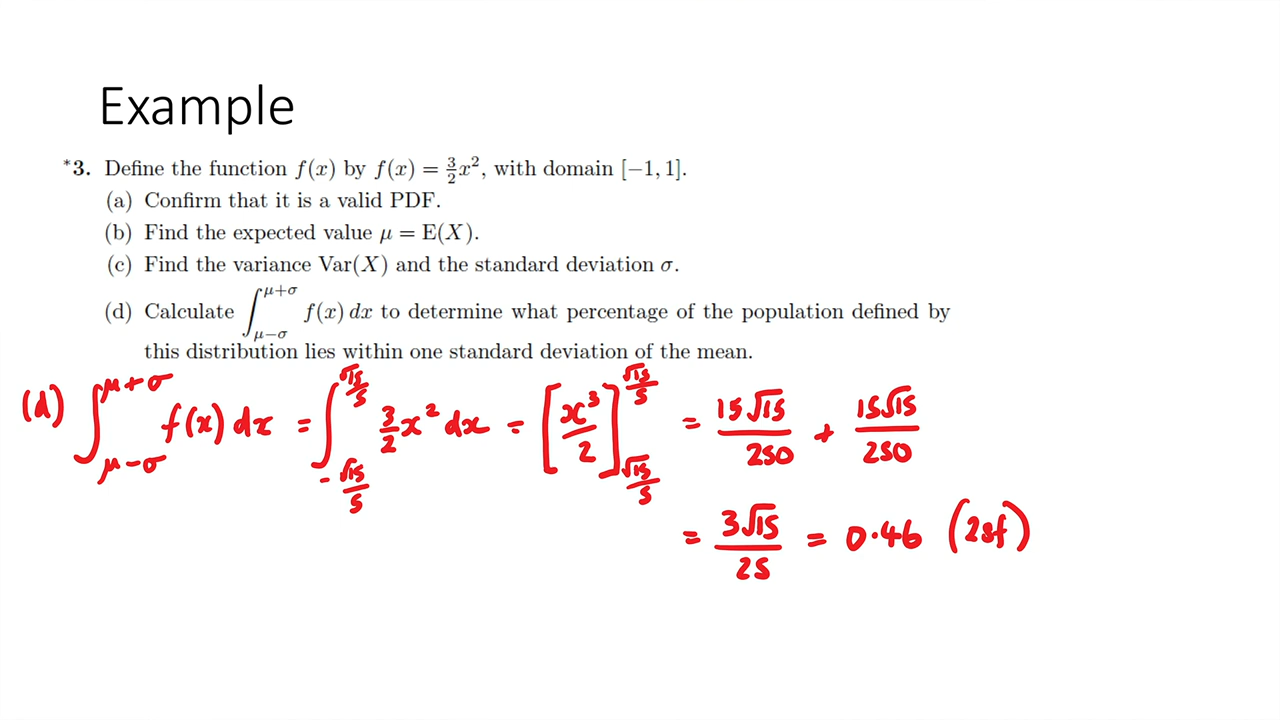 Example
*3. Define the function f(x) by f(x) = 3/2 x², with domain [−1, 1].
(a) Confirm that it is a valid PDF.
(b) Find the expected value μ = E(X).
(c) Find the variance Var(X) and the standard deviation σ.
(d) Calculate ∫_{μ−σ}^{μ+σ} f(x) dx to determine what percentage of the population defined by
this distribution lies within one standard deviation of the mean.
(d) ∫_{μ−σ}^{μ+σ} f(x) dx = ∫_{-√15/5}^{√15/5} 3/2 x² dx = [x³/2]_{√15/5}^{√15/5} = 15√15/250 + 15√15/250
= 3√15/25 = 0.46 (2sf)